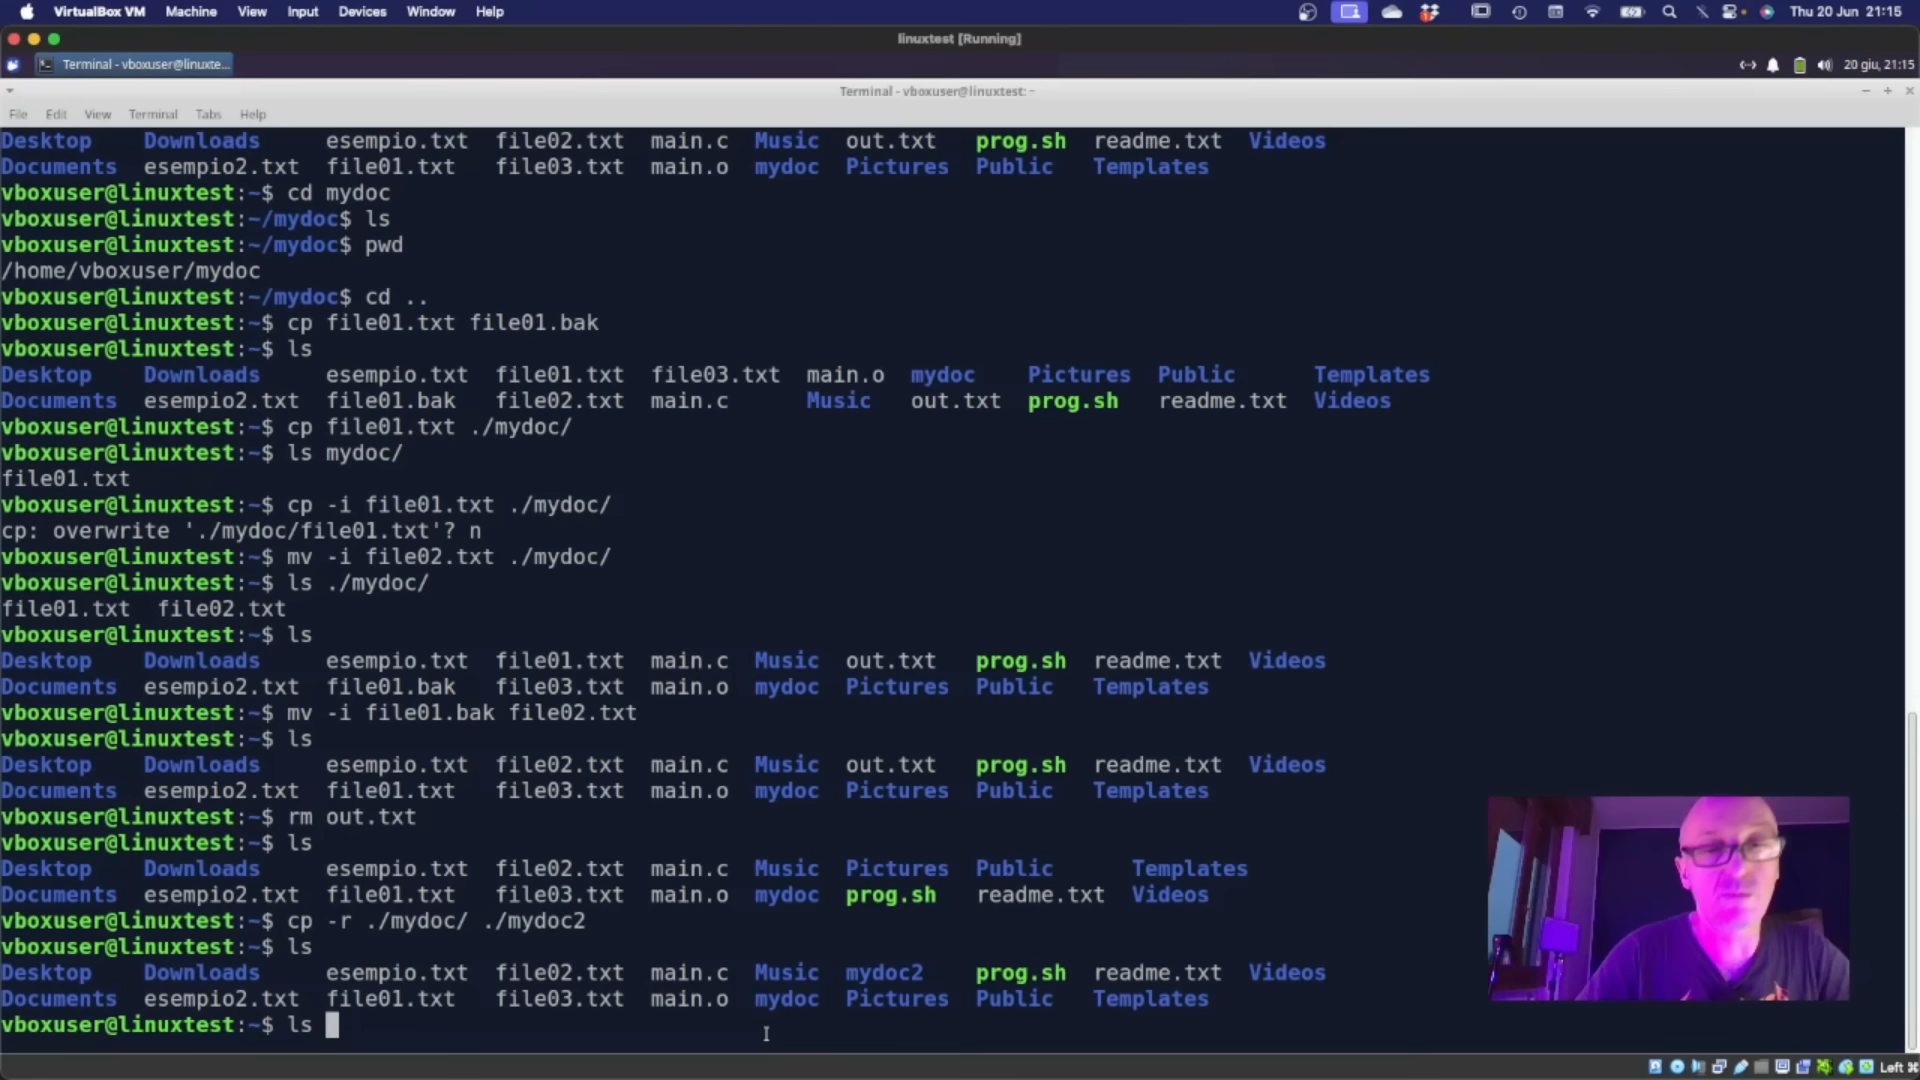 VirtualBox VM Machine View Input Devices Window Help Thu 20 Jun 21:15
linuxtest [Running]
Terminal - vboxuser@linuxte... 20 giu, 21:15
Terminal - vboxuser@linuxtest: ~
File Edit View Terminal Tabs Help
Desktop Downloads esempio.txt file02.txt main.c Music out.txt prog.sh readme.txt Videos
Documents esempio2.txt file01.txt file03.txt main.o mydoc Pictures Public Templates
vboxuser@linuxtest:~$ cd mydoc
vboxuser@linuxtest:~/mydoc$ ls
vboxuser@linuxtest:~/mydoc$ pwd
/home/vboxuser/mydoc
vboxuser@linuxtest:~/mydoc$ cd ..
vboxuser@linuxtest:~$ cp file01.txt file01.bak
vboxuser@linuxtest:~$ ls
Desktop Downloads esempio.txt file01.txt file03.txt main.o mydoc Pictures Public Templates
Documents esempio2.txt file01.bak file02.txt main.c Music out.txt prog.sh readme.txt Videos
vboxuser@linuxtest:~$ cp file01.txt ./mydoc/
vboxuser@linuxtest:~$ ls mydoc/
file01.txt
vboxuser@linuxtest:~$ cp -i file01.txt ./mydoc/
cp: overwrite './mydoc/file01.txt'? n
vboxuser@linuxtest:~$ mv -i file02.txt ./mydoc/
vboxuser@linuxtest:~$ ls ./mydoc/
file01.txt file02.txt
vboxuser@linuxtest:~$ ls
Desktop Downloads esempio.txt file01.txt main.c Music out.txt prog.sh readme.txt Videos
Documents esempio2.txt file01.bak file03.txt main.o mydoc Pictures Public Templates
vboxuser@linuxtest:~$ mv -i file01.bak file02.txt
vboxuser@linuxtest:~$ ls
Desktop Downloads esempio.txt file02.txt main.c Music out.txt prog.sh readme.txt Videos
Documents esempio2.txt file01.txt file03.txt main.o mydoc Pictures Public Templates
vboxuser@linuxtest:~$ rm out.txt
vboxuser@linuxtest:~$ ls
Desktop Downloads esempio.txt file02.txt main.c Music Pictures Public Templates
Documents esempio2.txt file01.txt file03.txt main.o mydoc prog.sh readme.txt Videos
vboxuser@linuxtest:~$ cp -r ./mydoc/ ./mydoc2
vboxuser@linuxtest:~$ ls
Desktop Downloads esempio.txt file02.txt main.c Music mydoc2 prog.sh readme.txt Videos
Documents esempio2.txt file01.txt file03.txt main.o mydoc Pictures Public Templates
vboxuser@linuxtest:~$ ls
Left ⌘